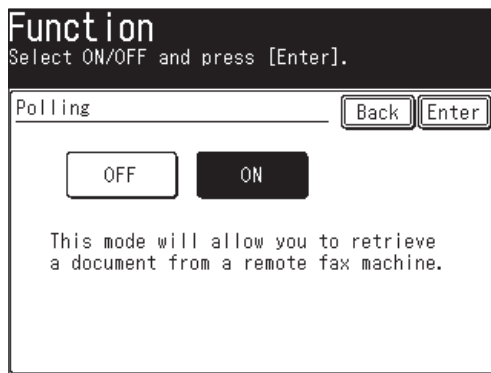 Function
Select ON/OFF and press [Enter].
Polling Back Enter
OFF ON
This mode will allow you to retrieve
a document from a remote fax machine.